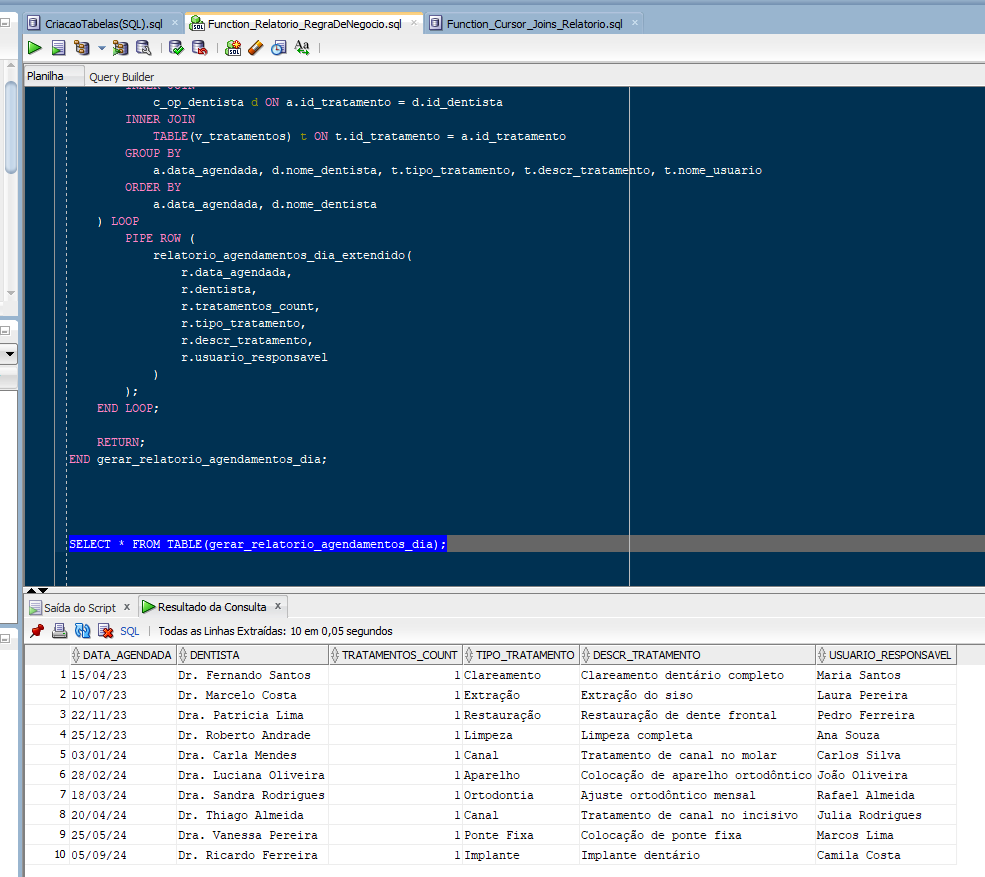 CriacaoTabelas(SQL).sql × Function_Relatorio_RegraDeNegocio.sql × Function_Cursor_Joins_Relatorio.sql ×
SQL Aa
Planilha Query Builder
INNER JOIN
c_op_dentista d ON a.id_tratamento = d.id_dentista
INNER JOIN
TABLE(v_tratamentos) t ON t.id_tratamento = a.id_tratamento
GROUP BY
a.data_agendada, d.nome_dentista, t.tipo_tratamento, t.descr_tratamento, t.nome_usuario
ORDER BY
a.data_agendada, d.nome_dentista
) LOOP
PIPE ROW (
relatorio_agendamentos_dia_extendido(
r.data_agendada,
r.dentista,
r.tratamentos_count,
r.tipo_tratamento,
r.descr_tratamento,
r.usuario_responsavel
)
);
END LOOP;
RETURN;
END gerar_relatorio_agendamentos_dia;
SELECT * FROM TABLE(gerar_relatorio_agendamentos_dia);
Saída do Script × Resultado da Consulta ×
SQL | Todas as Linhas Extraídas: 10 em 0,05 segundos
DATA_AGENDADA DENTISTA TRATAMENTOS_COUNT TIPO_TRATAMENTO DESCR_TRATAMENTO USUARIO_RESPONSAVEL
1 15/04/23 Dr. Fernando Santos 1 Clareamento Clareamento dentário completo Maria Santos
2 10/07/23 Dr. Marcelo Costa 1 Extração Extração do siso Laura Pereira
3 22/11/23 Dra. Patricia Lima 1 Restauração Restauração de dente frontal Pedro Ferreira
4 25/12/23 Dr. Roberto Andrade 1 Limpeza Limpeza completa Ana Souza
5 03/01/24 Dra. Carla Mendes 1 Canal Tratamento de canal no molar Carlos Silva
6 28/02/24 Dra. Luciana Oliveira 1 Aparelho Colocação de aparelho ortodôntico João Oliveira
7 18/03/24 Dra. Sandra Rodrigues 1 Ortodontia Ajuste ortodôntico mensal Rafael Almeida
8 20/04/24 Dr. Thiago Almeida 1 Canal Tratamento de canal no incisivo Julia Rodrigues
9 25/05/24 Dra. Vanessa Pereira 1 Ponte Fixa Colocação de ponte fixa Marcos Lima
10 05/09/24 Dr. Ricardo Ferreira 1 Implante Implante dentário Camila Costa